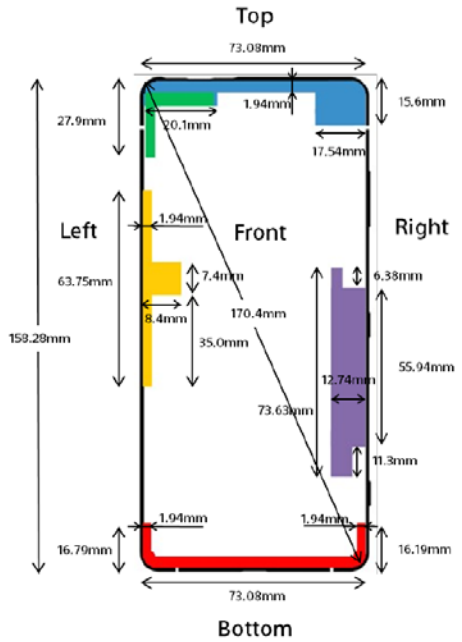 Top
73.08mm
1.94mm
15.6mm
27.9mm
20.1mm
17.54mm
Left
1.94mm
Front
Right
63.75mm
7.4mm
6.38mm
8.4mm
170.4mm
158.28mm
35.0mm
12.74mm
55.94mm
73.63mm
11.3mm
1.94mm
1.94mm
16.79mm
16.19mm
73.08mm
Bottom